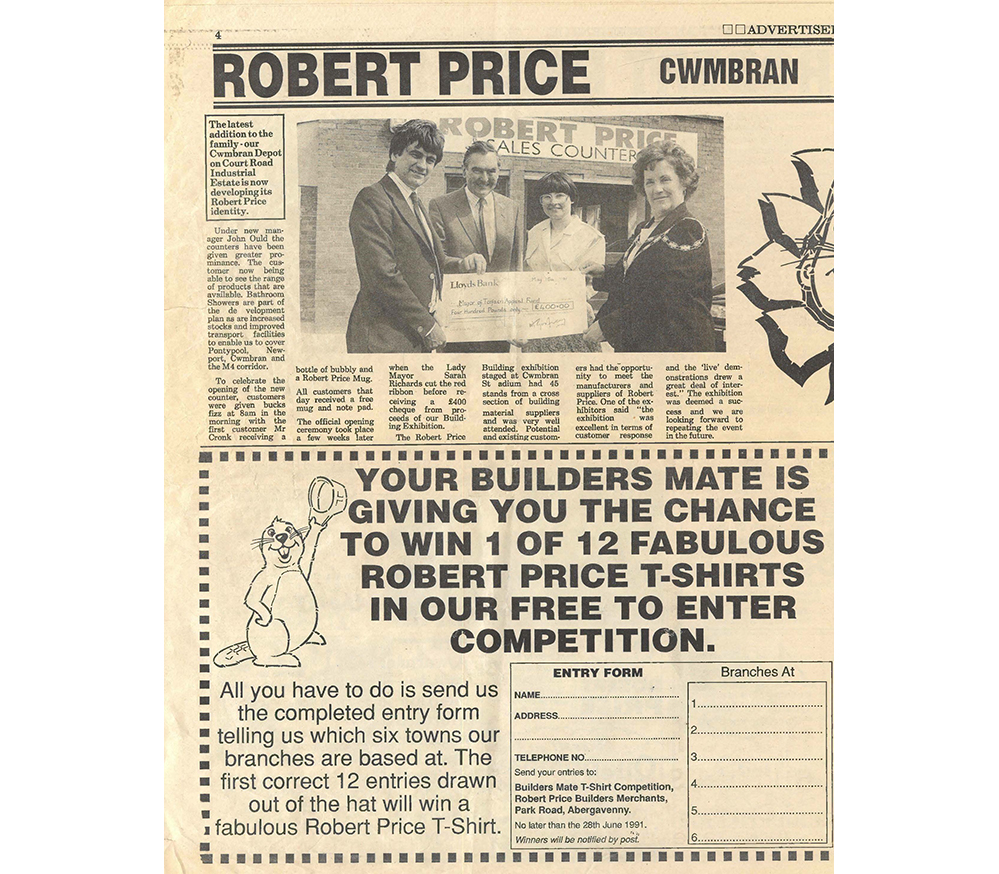 4
ADVERTISE
ROBERT PRICE
CWMBRAN
The latest
addition to the
family - our
Cwmbran Depot
on Court Road
Industrial
Estate is now
developing its
Robert Price
identity.
Under new man-
ager John Ould the
counters have been
given greater pro-
minance. The cus-
tomer now being
able to see the range
of products that are
available. Bathroom
Showers are part of
the de velopment
plan as are increased
stocks and improved
transport facilities
to enable us to cover
Pontypool, New-
port, Cwmbran and
the M4 corridor.
To celebrate the
opening of the new
counter, customers
were given bucks
fizz at 8am in the
morning with the
first customer Mr
Cronk receiving a
ROBERT PRICE
SALES COUNTER
Lloyds Bank
Mayor of Torfaen Appeal Fund
Four Hundred Pounds only
£400-00
bottle of bubbly and
a Robert Price Mug.
All customers that
day received a free
mug and note pad.
The official opening
ceremony took place
a few weeks later
when the Lady
Mayor Sarah
Richards cut the red
ribbon before re-
ceiving a £400
cheque from pro-
ceeds of our Build-
ing Exhibition.
The Robert Price
Building exhibition
staged at Cwmbran
St adium had 45
stands from a cross
section of building
material suppliers
and was very well
attended. Potential
and existing custom-
ers had the opportu-
nity to meet the
manufacturers and
suppliers of Robert
Price. One of the ex-
hibitors said "the
exhibition was
excellent in terms of
customer response
and the 'live' dem-
onstrations drew a
great deal of inter-
est." The exhibition
was deemed a suc-
cess and we are
looking forward to
repeating the event
in the future.
YOUR BUILDERS MATE IS
GIVING YOU THE CHANCE
TO WIN 1 OF 12 FABULOUS
ROBERT PRICE T-SHIRTS
IN OUR FREE TO ENTER
COMPETITION.
All you have to do is send us
the completed entry form
telling us which six towns our
branches are based at. The
first correct 12 entries drawn
out of the hat will win a
fabulous Robert Price T-Shirt.
ENTRY FORM
NAME
ADDRESS
TELEPHONE NO
Send your entries to:
Builders Mate T-Shirt Competition,
Robert Price Builders Merchants,
Park Road, Abergavenny.
No later than the 28th June 1991.
Winners will be notified by post.
Branches At
1
2
3
4
5
6